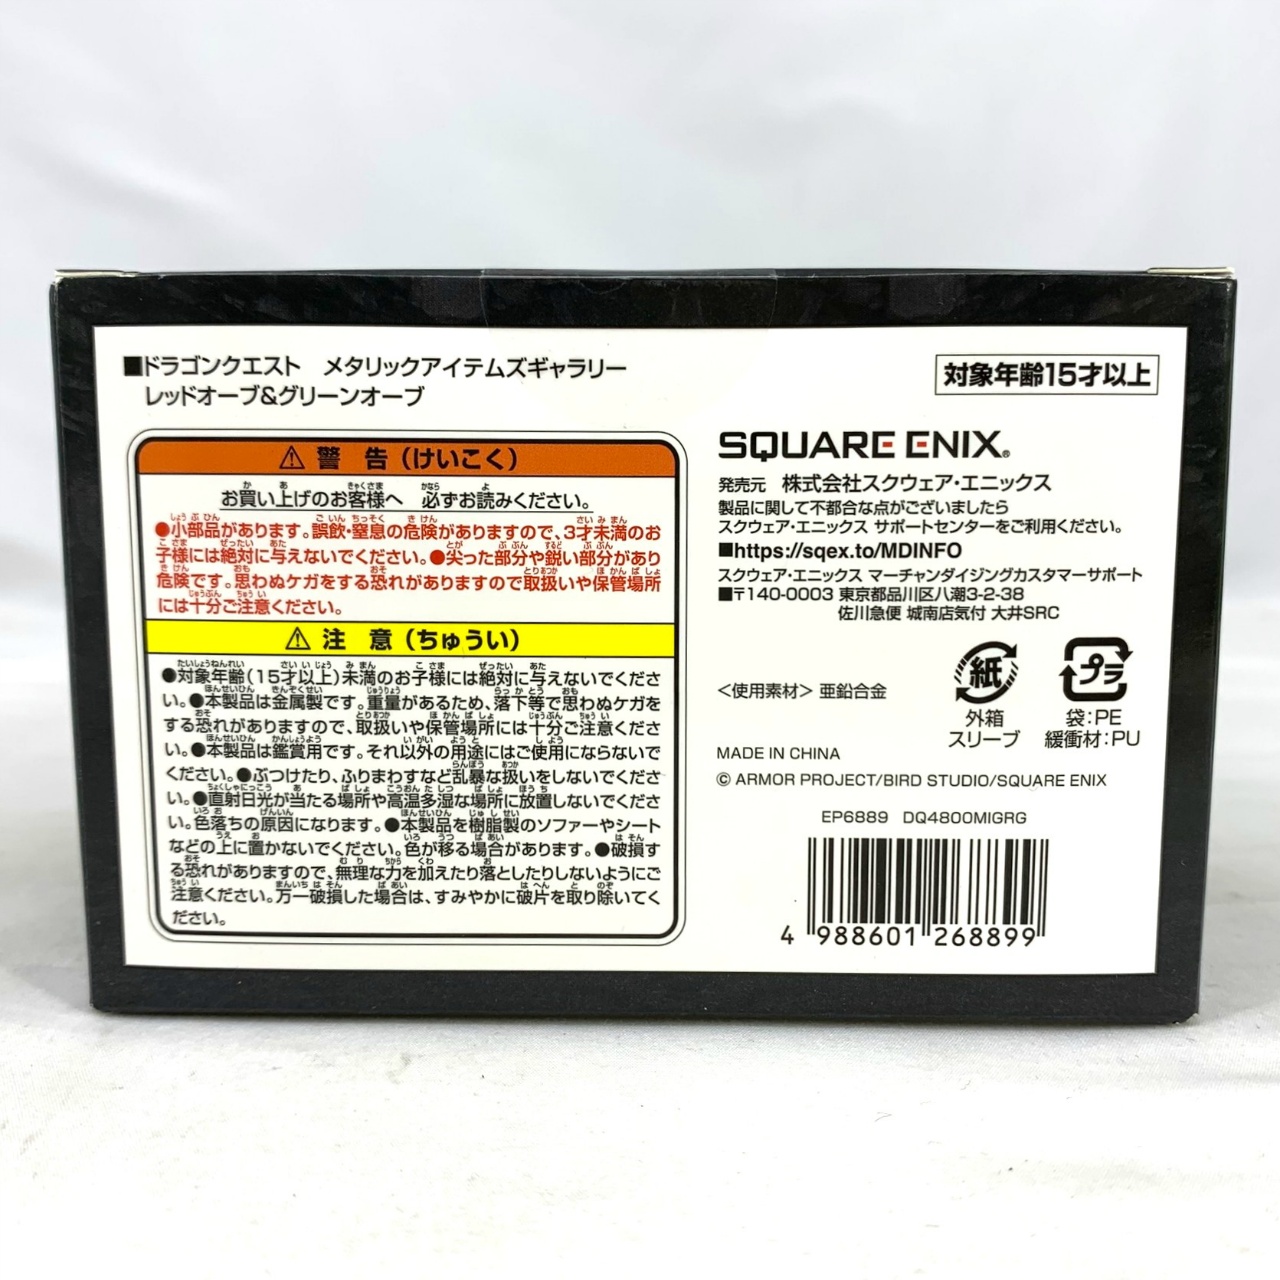 ■ドラゴンクエスト メタリックアイテムズギャラリー
レッドオーブ&グリーンオーブ
対象年齢15才以上
⚠ 警 告(けいこく)
お買い上げのお客様へ 必ずお読みください。
●小部品があります。誤飲・窒息の危険がありますので、3才未満のお
子様には絶対に与えないでください。●尖った部分や鋭い部分があり
危険です。思わぬケガをする恐れがありますので取扱いや保管場所
には十分ご注意ください。
⚠ 注 意(ちゅうい)
●対象年齢(15才以上)未満のお子様には絶対に与えないでくださ
い。●本製品は金属製です。重量があるため、落下等で思わぬケガを
する恐れがありますので、取扱いや保管場所には十分ご注意くださ
い。●本製品は鑑賞用です。それ以外の用途にはご使用にならないで
ください。●ぶつけたり、ふりまわすなど乱暴な扱いをしないでください。
●直射日光が当たる場所や高温多湿な場所に放置しないでくださ
い。色落ちの原因になります。●本製品を樹脂製のソファーやシート
などの上に置かないでください。色が移る場合があります。●破損す
る恐れがありますので、無理な力を加えたり落としたりしないようにご
注意ください。万一破損した場合は、すみやかに破片を取り除いてく
ださい。
SQUARE ENIX®
発売元 株式会社スクウェア・エニックス
製品に関して不都合な点がございましたら
スクウェア・エニックス サポートセンターをご利用ください。
■https://sqex.to/MDINFO
スクウェア・エニックス マーチャンダイジングカスタマーサポート
■〒140-0003 東京都品川区八潮3-2-38
佐川急便 城南店気付 大井SRC
<使用素材> 亜鉛合金
紙
外箱
スリーブ
プラ
袋:PE
緩衝材:PU
MADE IN CHINA
© ARMOR PROJECT/BIRD STUDIO/SQUARE ENIX
EP6889 DQ4800MIGRG
4 988601 268899